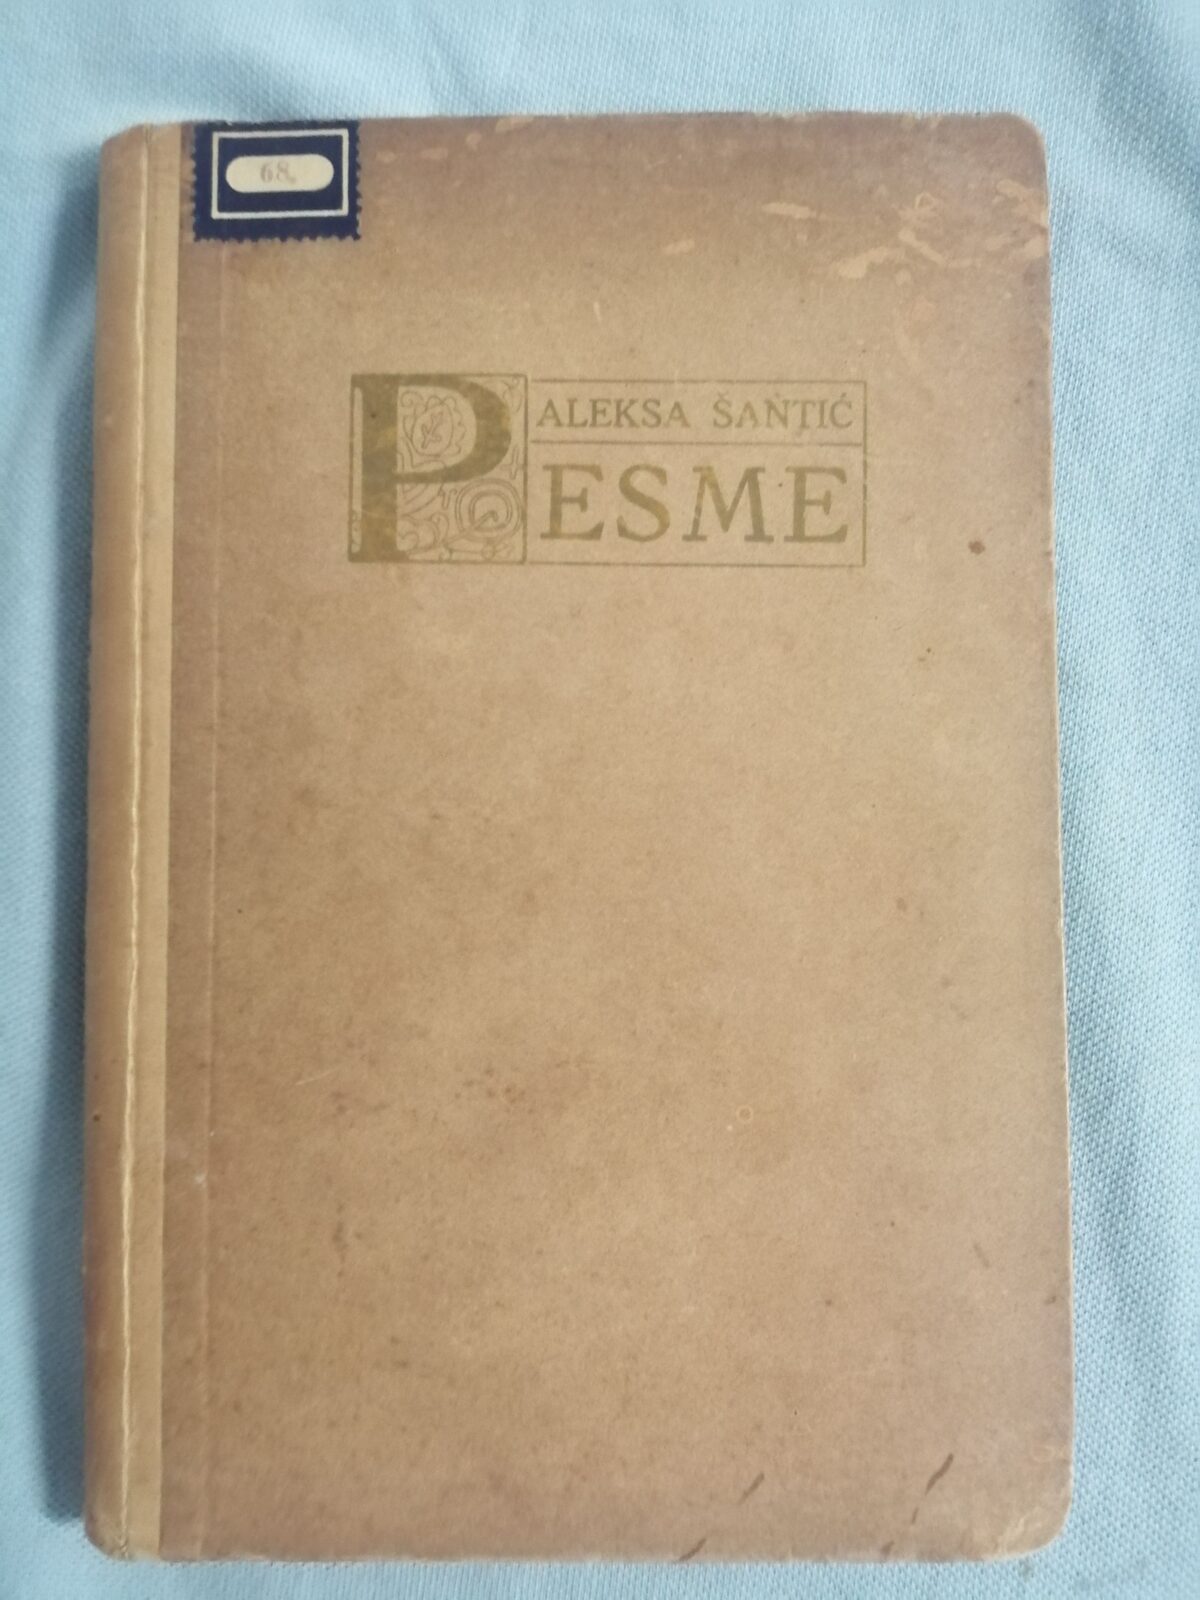 68.
ALEKSA ŠANTIĆ
PESME